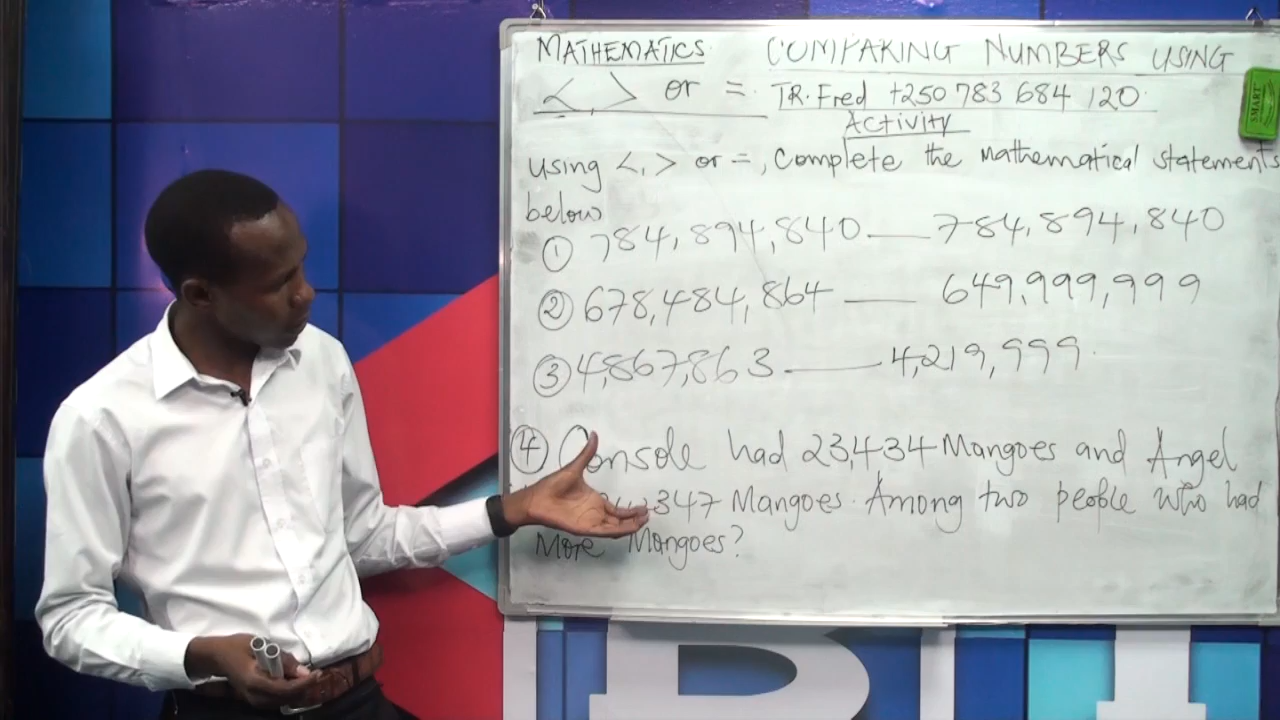 MATHEMATICS COMPARING NUMBERS USING
<, > or = TR. Fred +250 783 684 120
Activity
using <, > or =, Complete the Mathematical statements
below
① 784,894,840 ___ 784,894,840
② 678,484,864 ___ 649,999,999
③ 4,867,863 ___ 4,219,999.
④ Console had 23,434 Mangoes and Angel
347 Mangoes. Among two people who had
More Mangoes?
SMART